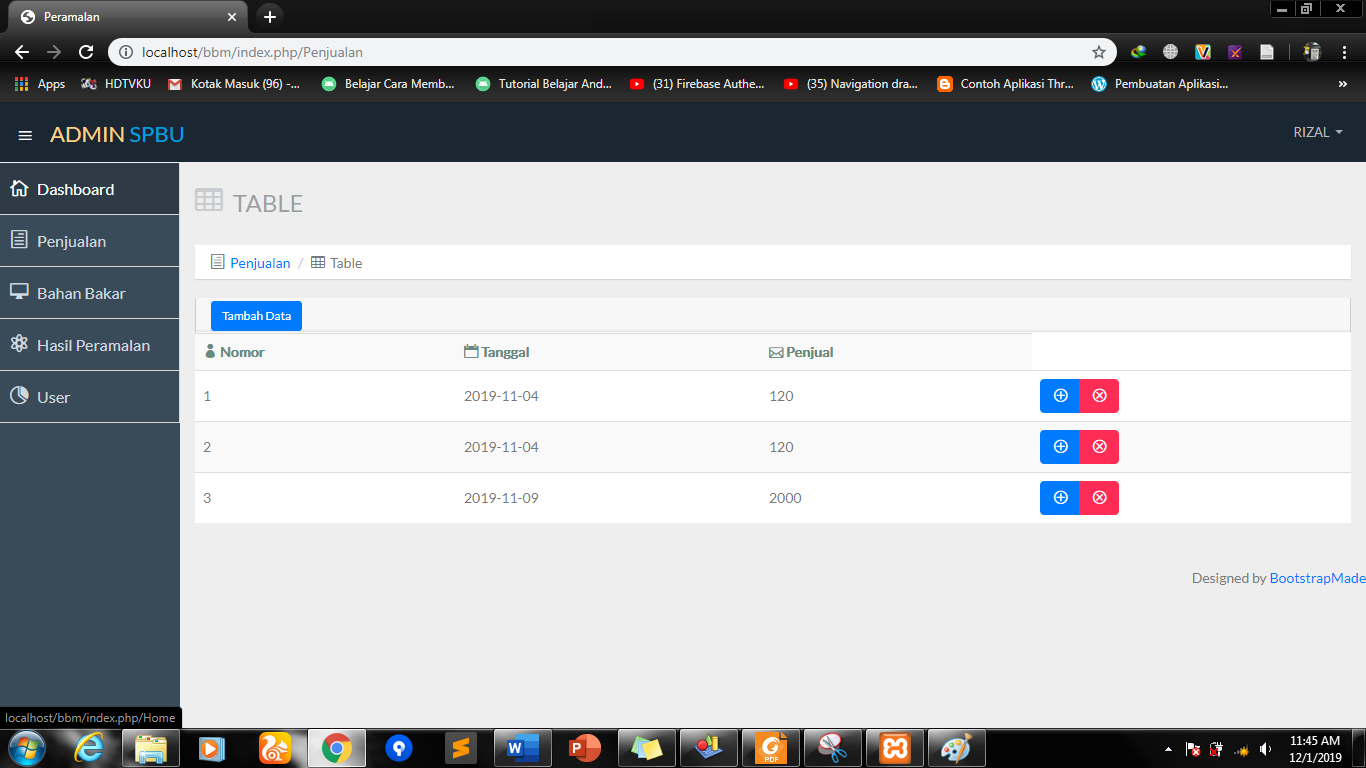 Peramalan
localhost/bbm/index.php/Penjualan
Apps HDTVKU Kotak Masuk (96) -... Belajar Cara Memb... Tutorial Belajar And... (31) Firebase Authe... (35) Navigation dra... Contoh Aplikasi Thr... Pembuatan Aplikasi... »
ADMIN SPBU RIZAL
Dashboard
Penjualan
Bahan Bakar
Hasil Peramalan
User
TABLE
Penjualan / Table
Tambah Data
Nomor Tanggal Penjual
1 2019-11-04 120
2 2019-11-04 120
3 2019-11-09 2000
Designed by BootstrapMade
localhost/bbm/index.php/Home
11:45 AM
12/1/2019